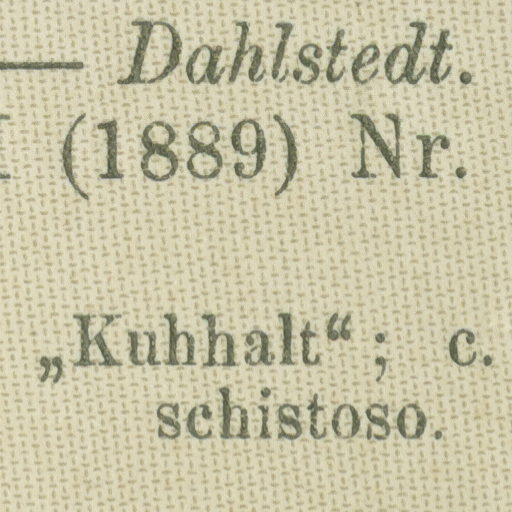 — Dahlstedt.
(1889) Nr.
„Kuhhalt“; c.
schistoso.